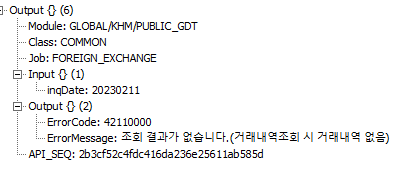 Output {} (6)
Module: GLOBAL/KHM/PUBLIC_GDT
Class: COMMON
Job: FOREIGN_EXCHANGE
Input {} (1)
inqDate: 20230211
Output {} (2)
ErrorCode: 42110000
ErrorMessage: 조회 결과가 없습니다.(거래내역조회 시 거래내역 없음)
API_SEQ: 2b3cf52c4fdc416da236e25611ab585d